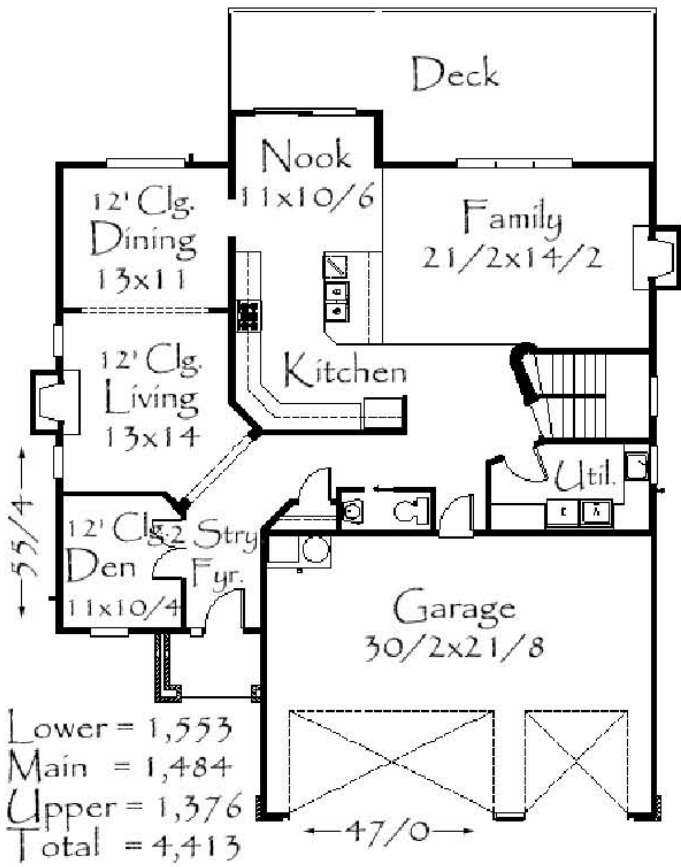 Deck
Nook
11x10/6
12' Clg.
Dining
13x11
Family
21/2x14/2
12' Clg.
Living
13x14
Kitchen
Util.
55/4
12' Clg.
Den
11x10/4
2 Stry
Fyr.
Garage
30/2x21/8
Lower = 1,553
Main = 1,484
Upper = 1,376
Total = 4,413
47/0